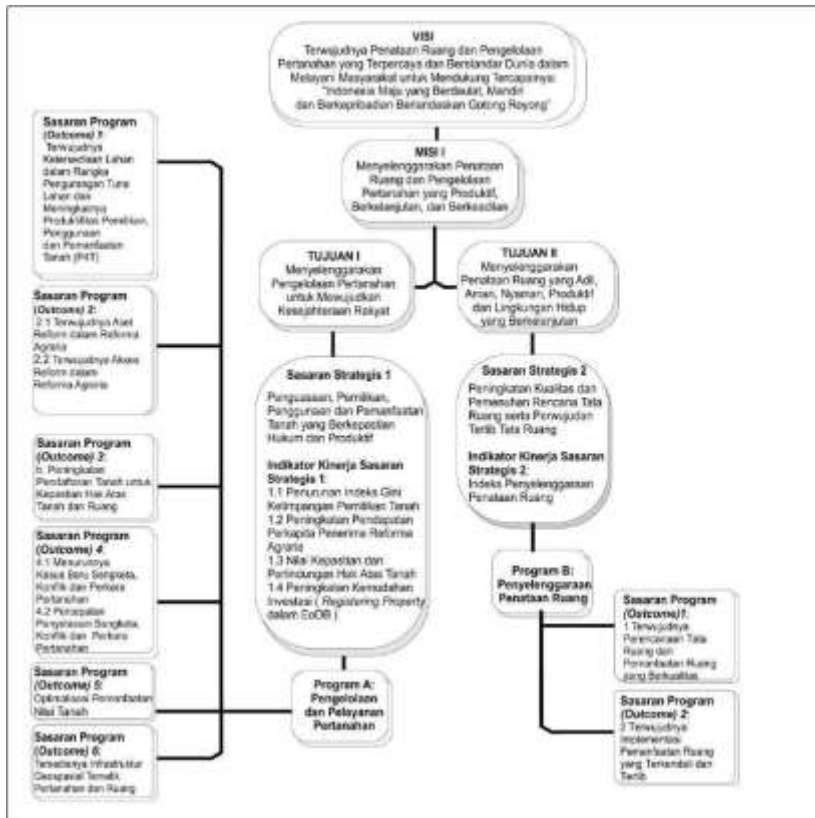 VISI
Terwujudnya Penataan Ruang dan Pengelolaan
Pertanahan yang Terpercaya dan Berstandar Dunia dalam
Melayani Masyarakat untuk Mendukung Tercapainya:
"Indonesia Maju yang Berdaulat, Mandiri
dan Berkepribadian Berlandaskan Gotong Royong"
MISI I
Menyelenggarakan Penataan
Ruang dan Pengelolaan
Pertanahan yang Produktif,
Berkelanjutan, dan Berkeadilan
TUJUAN I
Menyelenggarakan
Pengelolaan Pertanahan
untuk Mewujudkan
Kesejahteraan Rakyat
TUJUAN II
Menyelenggarakan
Penataan Ruang yang Adil,
Aman, Nyaman, Produktif
dan Lingkungan Hidup
yang Berkelanjutan
Sasaran Strategis 1
Penguasaan, Pemilikan,
Penggunaan dan Pemanfaatan
Tanah yang Berkepastian
Hukum dan Produktif
Indikator Kinerja Sasaran
Strategis 1:
1.1 Penurunan Indeks Gini
Ketimpangan Pemilikan Tanah
1.2 Peningkatan Pendapatan
Perkapita Penerima Reforma
Agraria
1.3 Nilai Kepastian dan
Perlindungan Hak Atas Tanah
1.4 Peningkatan Kemudahan
Investasi ( Registering Property
dalam EoDB )
Program A:
Pengelolaan
dan Pelayanan
Pertanahan
Sasaran Strategis 2
Peningkatan Kualitas dan
Pemenuhan Rencana Tata
Ruang serta Perwujudan
Tertib Tata Ruang
Indikator Kinerja Sasaran
Strategis 2:
Indeks Penyelenggaraan
Penataan Ruang
Program B:
Penyelenggaraan
Penataan Ruang
Sasaran Program
(Outcome) 1:
Terwujudnya
Ketersediaan Lahan
dalam Rangka
Pengurangan Tuna
Lahan dan
Meningkatnya
Produktifitas Pemilikan,
Penggunaan
dan Pemanfaatan
Tanah (P4T)
Sasaran Program
(Outcome) 2:
2.1 Terwujudnya Aset
Reform dalam Reforma
Agraria
2.2 Terwujudnya Akses
Reform dalam
Reforma Agraria
Sasaran Program
(Outcome) 3:
Peningkatan
Pendaftaran Tanah untuk
Kepastian Hak Atas
Tanah dan Ruang
Sasaran Program
(Outcome) 4:
4.1 Menurunnya
Kasus Baru Sengketa,
Konflik dan Perkara
Pertanahan
4.2 Percepatan
Penyelesaian Sengketa,
Konflik dan Perkara
Pertanahan
Sasaran Program
(Outcome) 5:
Optimalisasi Pemanfaatan
Nilai Tanah
Sasaran Program
(Outcome) 6:
Tersedianya Infrastruktur
Geospasial Tematik
Pertanahan dan Ruang
Sasaran Program
(Outcome)1:
1 Terwujudnya
Perencanaan Tata
Ruang dan
Pemanfaatan Ruang
yang Berkualitas
Sasaran Program
(Outcome) 2:
2 Terwujudnya
Implementasi
Pemanfaatan Ruang
yang Terkendali dan
Tertib